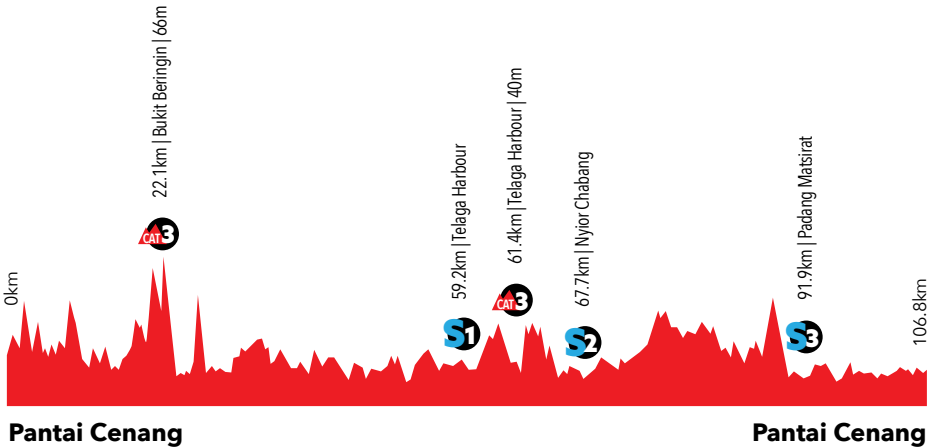 0km
22.1km | Bukit Beringin | 66m
CAT 3
59.2km | Telaga Harbour
S1
61.4km | Telaga Harbour | 40m
CAT 3
67.7km | Nyior Chabang
S2
91.9km | Padang Matsirat
S3
106.8km
Pantai Cenang
Pantai Cenang